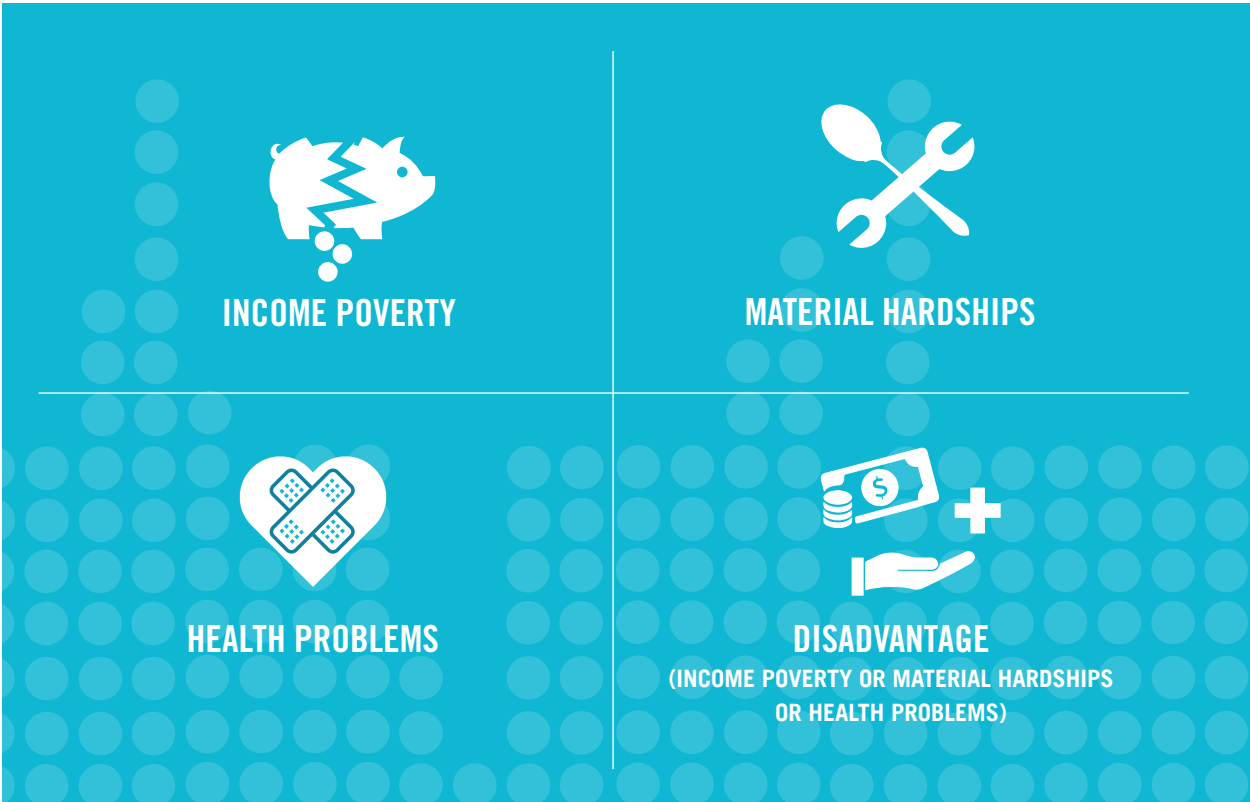 INCOME POVERTY
MATERIAL HARDSHIPS
HEALTH PROBLEMS
$
DISADVANTAGE
(INCOME POVERTY OR MATERIAL HARDSHIPS
OR HEALTH PROBLEMS)